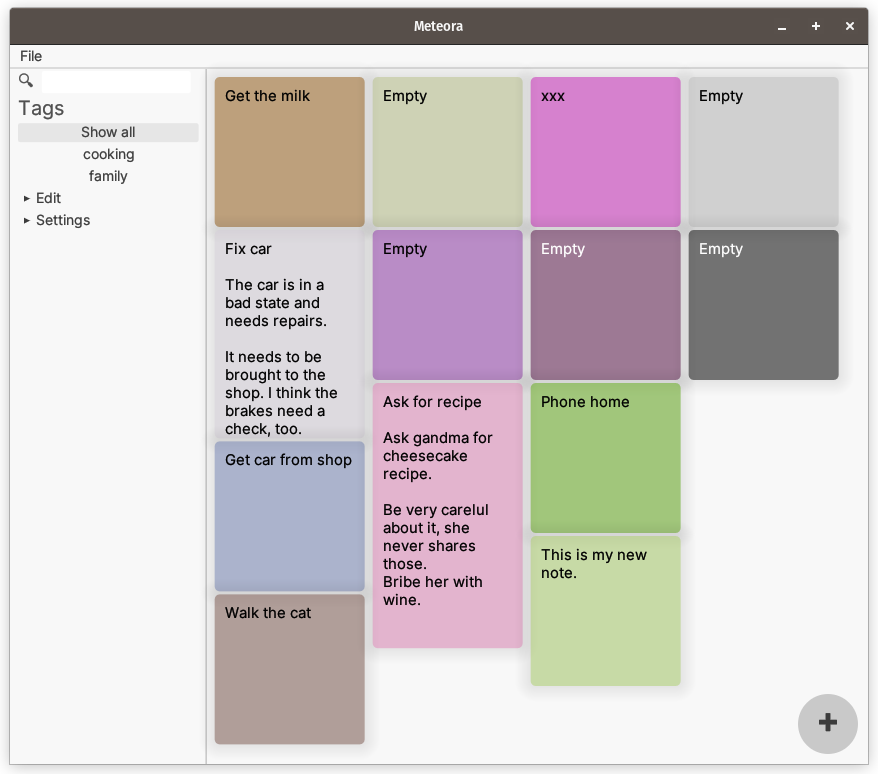 Meteora
File
Tags
Show all
cooking
family
Edit
Settings
Get the milk
Empty
xxx
Empty
Fix car
The car is in a
bad state and
needs repairs.
It needs to be
brought to the
shop. I think the
brakes need a
check, too.
Empty
Empty
Empty
Get car from shop
Ask for recipe
Ask gandma for
cheesecake
recipe.
Be very carelul
about it, she
never shares
those.
Bribe her with
wine.
Phone home
This is my new
note.
Walk the cat